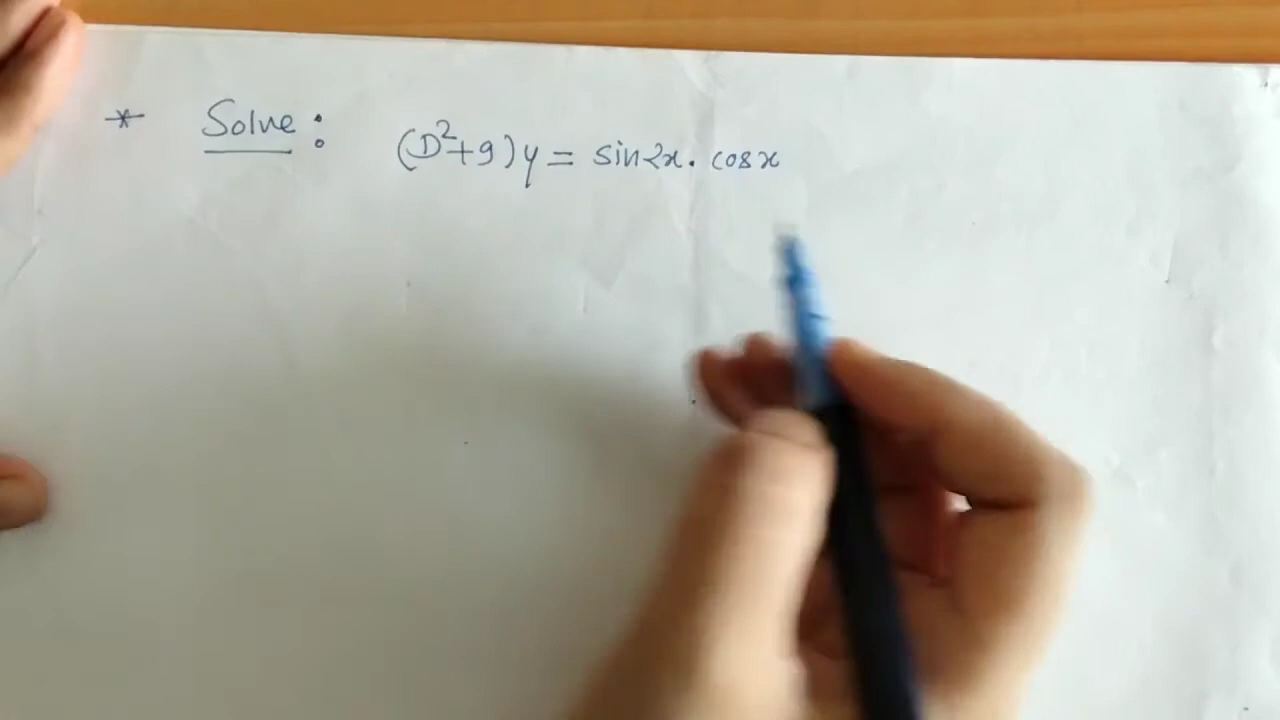 * Solve: (D²+9)y = sin2x. cosx